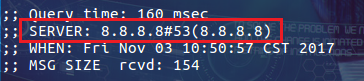 ;; Query time: 160 msec
;; SERVER: 8.8.8.8#53(8.8.8.8)
;; WHEN: Fri Nov 03 10:50:57 CST 2017
;; MSG SIZE  rcvd: 154